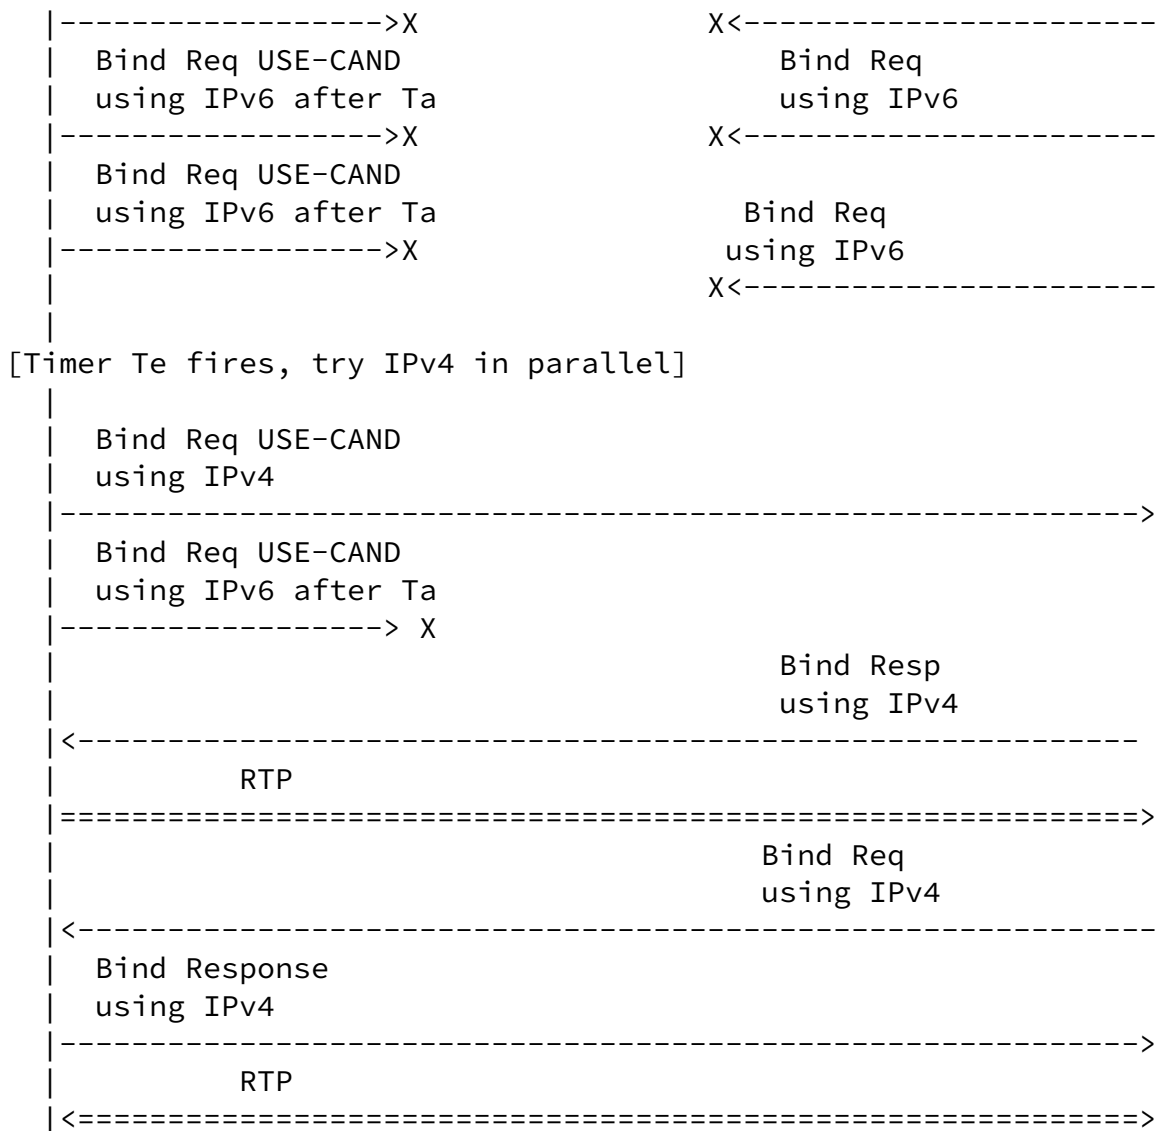 |------------------>X                X<-----------------------
|  Bind Req USE-CAND                     Bind Req
|  using IPv6 after Ta                   using IPv6
|------------------>X                X<-----------------------
|  Bind Req USE-CAND
|  using IPv6 after Ta                 Bind Req
|------------------>X                 using IPv6
|                                    X<-----------------------
|
[Timer Te fires, try IPv4 in parallel]
|
|  Bind Req USE-CAND
|  using IPv4
|------------------------------------------------------------>
|  Bind Req USE-CAND
|  using IPv6 after Ta
|------------------> X
|                                        Bind Resp
|                                        using IPv4
|<-----------------------------------------------------------
|          RTP
|============================================================>
|                                       Bind Req
|                                       using IPv4
|<------------------------------------------------------------
|  Bind Response
|  using IPv4
|------------------------------------------------------------>
|          RTP
|<===========================================================>